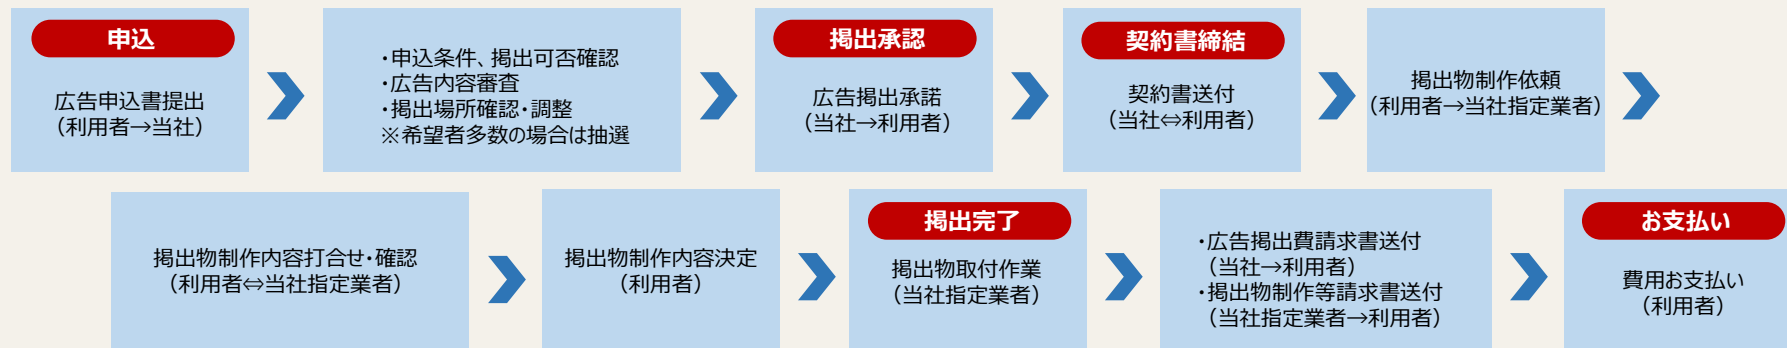 申込
広告申込書提出
（利用者→当社）
・申込条件、掲出可否確認
・広告内容審査
・掲出場所確認・調整
※希望者多数の場合は抽選
掲出承認
広告掲出承諾
（当社→利用者）
契約書締結
契約書送付
（当社⇔利用者）
掲出物制作依頼
（利用者→当社指定業者）
掲出物制作内容打合せ・確認
（利用者⇔当社指定業者）
掲出物制作内容決定
（利用者）
掲出完了
掲出物取付作業
（当社指定業者）
・広告掲出費請求書送付
（当社→利用者）
・掲出物制作等請求書送付
（当社指定業者→利用者）
お支払い
費用お支払い
（利用者）